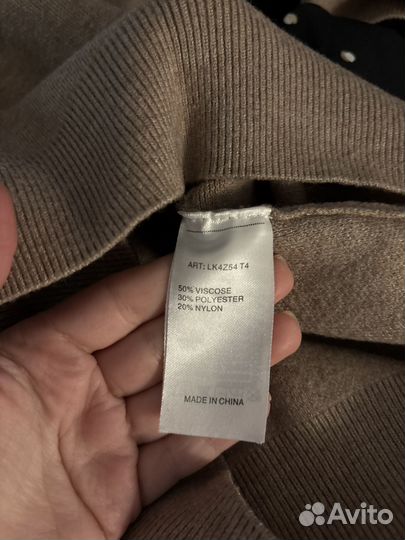 ART: LK4Z54 T4
50% VISCOSE
30% POLYESTER
20% NYLON
MADE IN CHINA
Avito